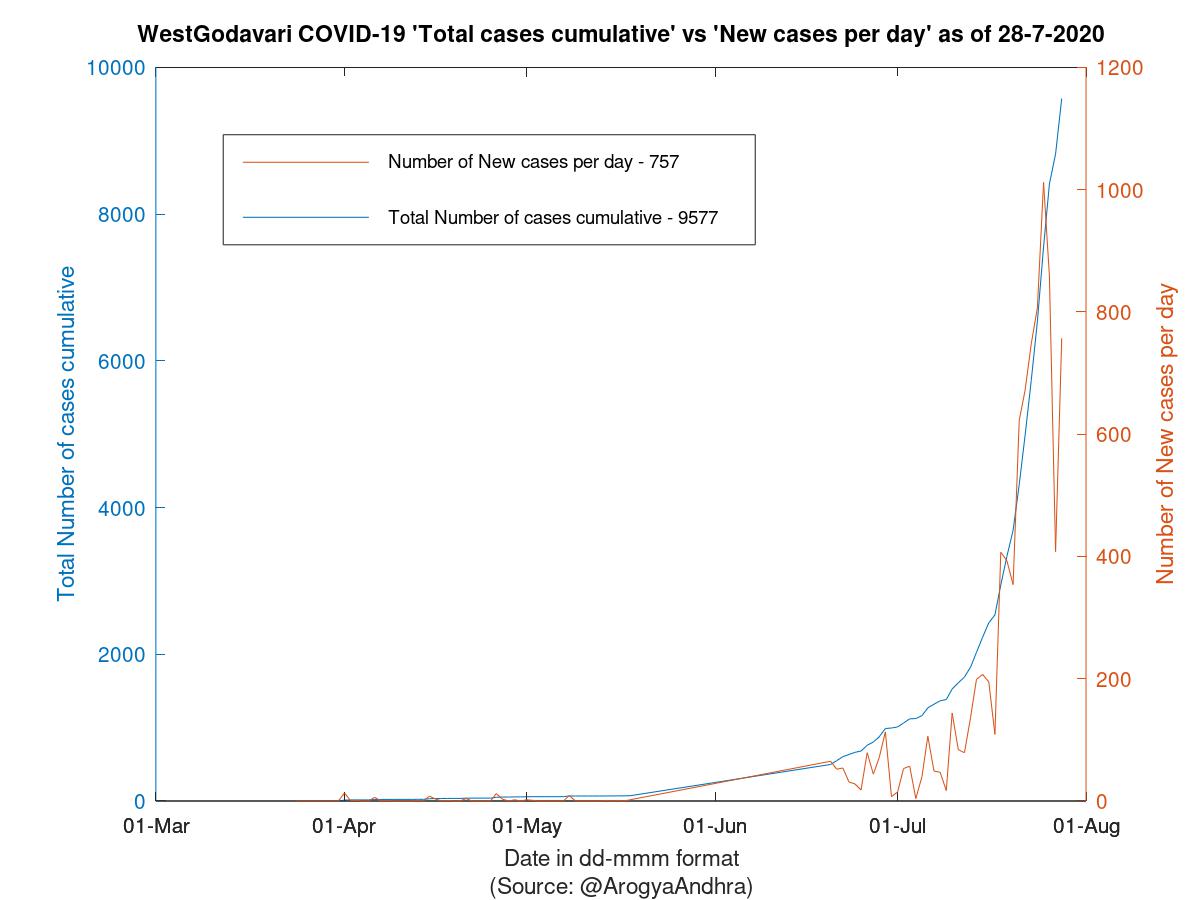 WestGodavari COVID-19 'Total cases cumulative' vs 'New cases per day' as of 28-7-2020
10000
8000
6000
4000
2000
0
Total Number of cases cumulative
Number of New cases per day - 757
Total Number of cases cumulative - 9577
1200
1000
800
600
400
200
0
Number of New cases per day
01-Mar 01-Apr 01-May 01-Jun 01-Jul 01-Aug
Date in dd-mmm format
(Source: @ArogyaAndhra)